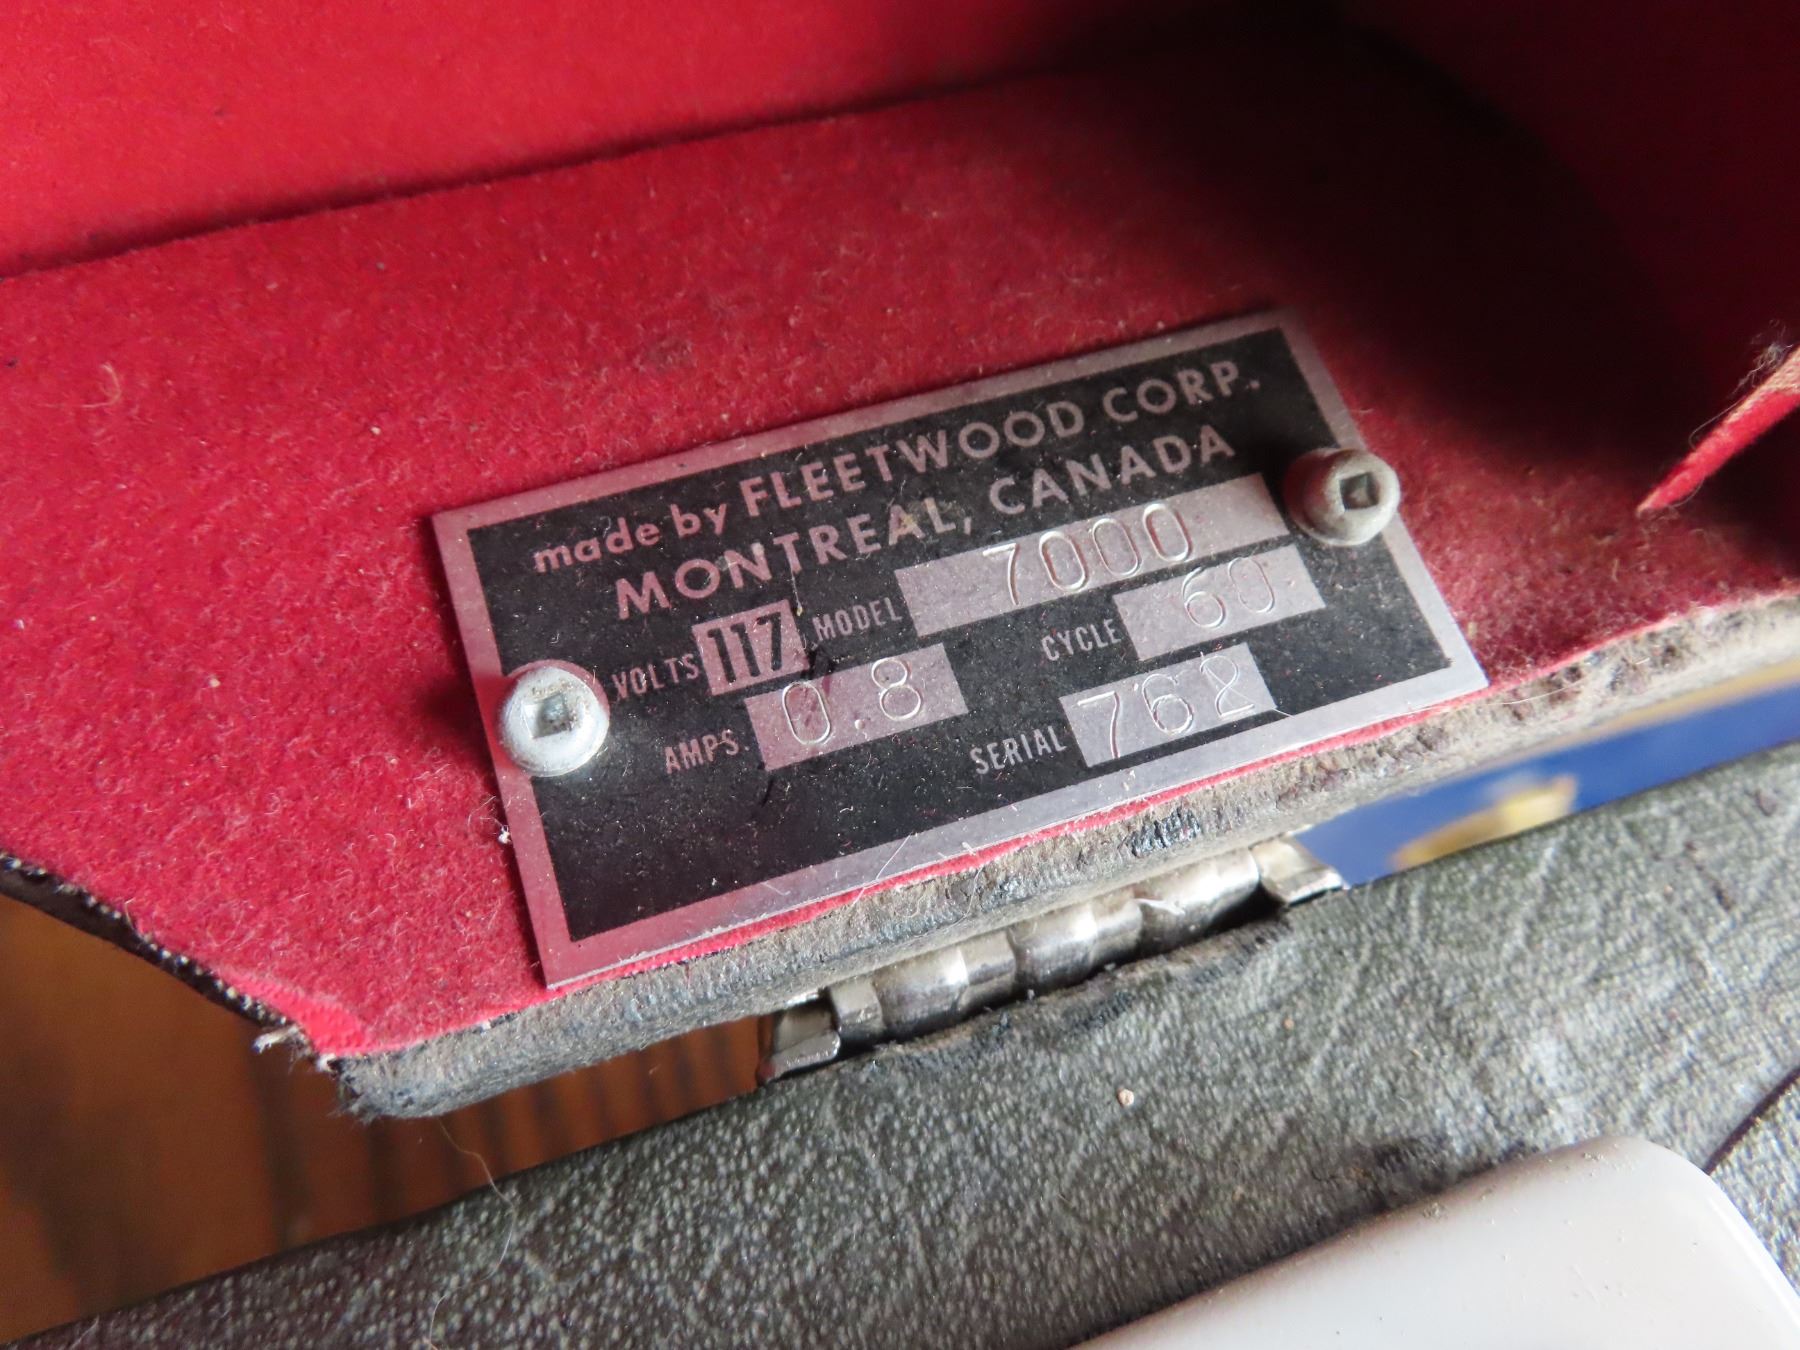 made by FLEETWOOD CORP.
MONTREAL, CANADA
VOLTS 117 MODEL 7000
AMPS. 0.8 CYCLE 60
SERIAL 762